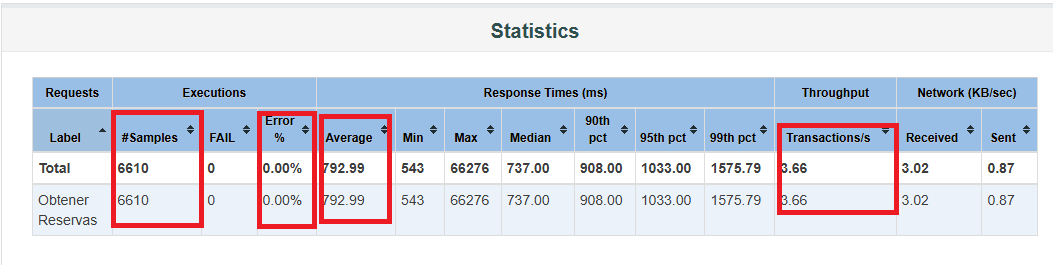 Statistics
Requests Executions Response Times (ms) Throughput Network (KB/sec)
Label #Samples FAIL Error % Average Min Max Median 90th pct 95th pct 99th pct Transactions/s Received Sent
Total 6610 0 0.00% 792.99 543 66276 737.00 908.00 1033.00 1575.79 3.66 3.02 0.87
Obtener Reservas 6610 0 0.00% 792.99 543 66276 737.00 908.00 1033.00 1575.79 3.66 3.02 0.87